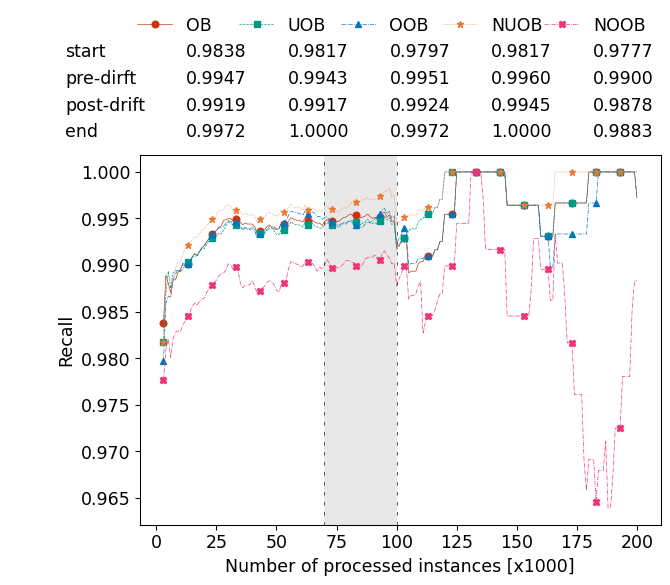 OB UOB OOB NUOB NOOB
start 0.9838 0.9817 0.9797 0.9817 0.9777
pre-dirft 0.9947 0.9943 0.9951 0.9960 0.9900
post-drift 0.9919 0.9917 0.9924 0.9945 0.9878
end 0.9972 1.0000 0.9972 1.0000 0.9883
1.000
0.995
0.990
0.985
0.980
0.975
0.970
0.965
Recall
0 25 50 75 100 125 150 175 200
Number of processed instances [x1000]